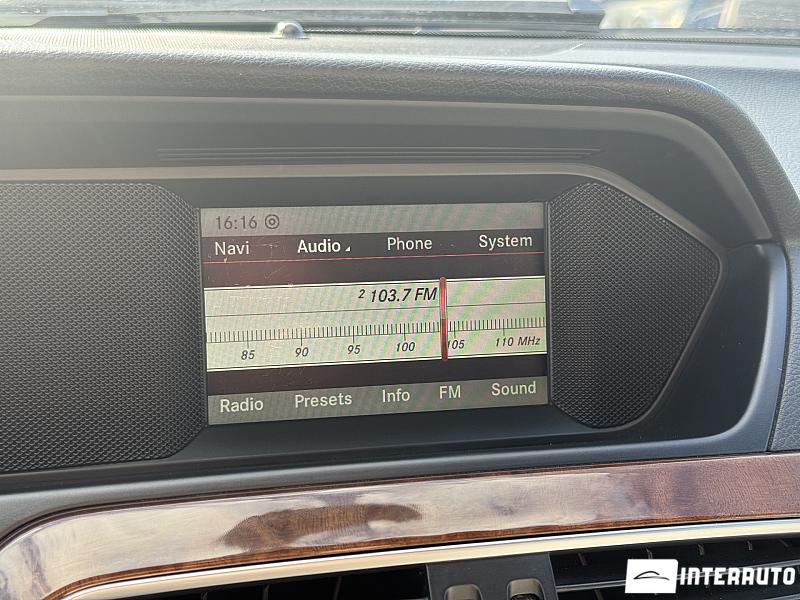 16:16
Navi Audio Phone System
2 103.7 FM
85 90 95 100 105 110 MHz
Radio Presets Info FM Sound
INTERAUTO